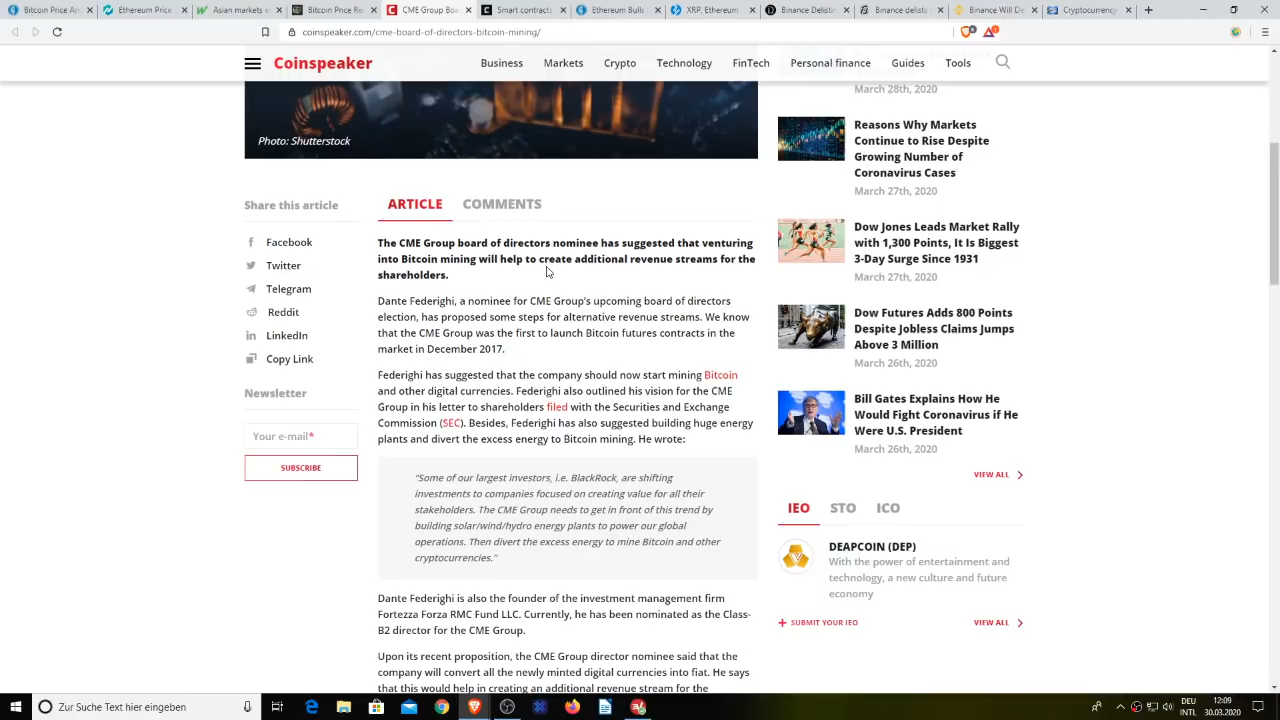 Coinsp
Cryptocurrency
coinspeaker.com/cme-board-of-directors-bitcoin-mining/
Coinspeaker
Business
Markets
Crypto
Technology
FinTech
Personal finance
Guides
Tools
Photo: Shutterstock
Share this article
Facebook
Twitter
Telegram
Reddit
LinkedIn
Copy Link
Newsletter
Your e-mail*
SUBSCRIBE
ARTICLE
COMMENTS
The CME Group board of directors nominee has suggested that venturing
into Bitcoin mining will help to create additional revenue streams for the
shareholders.
Dante Federighi, a nominee for CME Group’s upcoming board of directors
election, has proposed some steps for alternative revenue streams. We know
that the CME Group was the first to launch Bitcoin futures contracts in the
market in December 2017.
Federighi has suggested that the company should now start mining Bitcoin
and other digital currencies. Federighi also outlined his vision for the CME
Group in his letter to shareholders filed with the Securities and Exchange
Commission (SEC). Besides, Federighi has also suggested building huge energy
plants and divert the excess energy to Bitcoin mining. He wrote:
“Some of our largest investors, i.e. BlackRock, are shifting
investments to companies focused on creating value for all their
stakeholders. The CME Group needs to get in front of this trend by
building solar/wind/hydro energy plants to power our global
operations. Then divert the excess energy to mine Bitcoin and other
cryptocurrencies.”
Dante Federighi is also the founder of the investment management firm
Fortezza Forza RMC Fund LLC. Currently, he has been nominated as the Class-
B2 director for the CME Group.
Upon its recent proposition, the CME Group director nominee said that the
company will convert all the newly minted digital currencies into fiat. He says
that this would help in creating an additional revenue stream for the
March 28th, 2020
Reasons Why Markets
Continue to Rise Despite
Growing Number of
Coronavirus Cases
March 27th, 2020
Dow Jones Leads Market Rally
with 1,300 Points, It Is Biggest
3-Day Surge Since 1931
March 27th, 2020
Dow Futures Adds 800 Points
Despite Jobless Claims Jumps
Above 3 Million
March 26th, 2020
Bill Gates Explains How He
Would Fight Coronavirus if He
Were U.S. President
March 26th, 2020
VIEW ALL
IEO
STO
ICO
DEAPCOIN (DEP)
With the power of entertainment and
technology, a new culture and future
economy
SUBMIT YOUR IEO
VIEW ALL
Zur Suche Text hier eingeben
INTL
12:09
30.03.2020